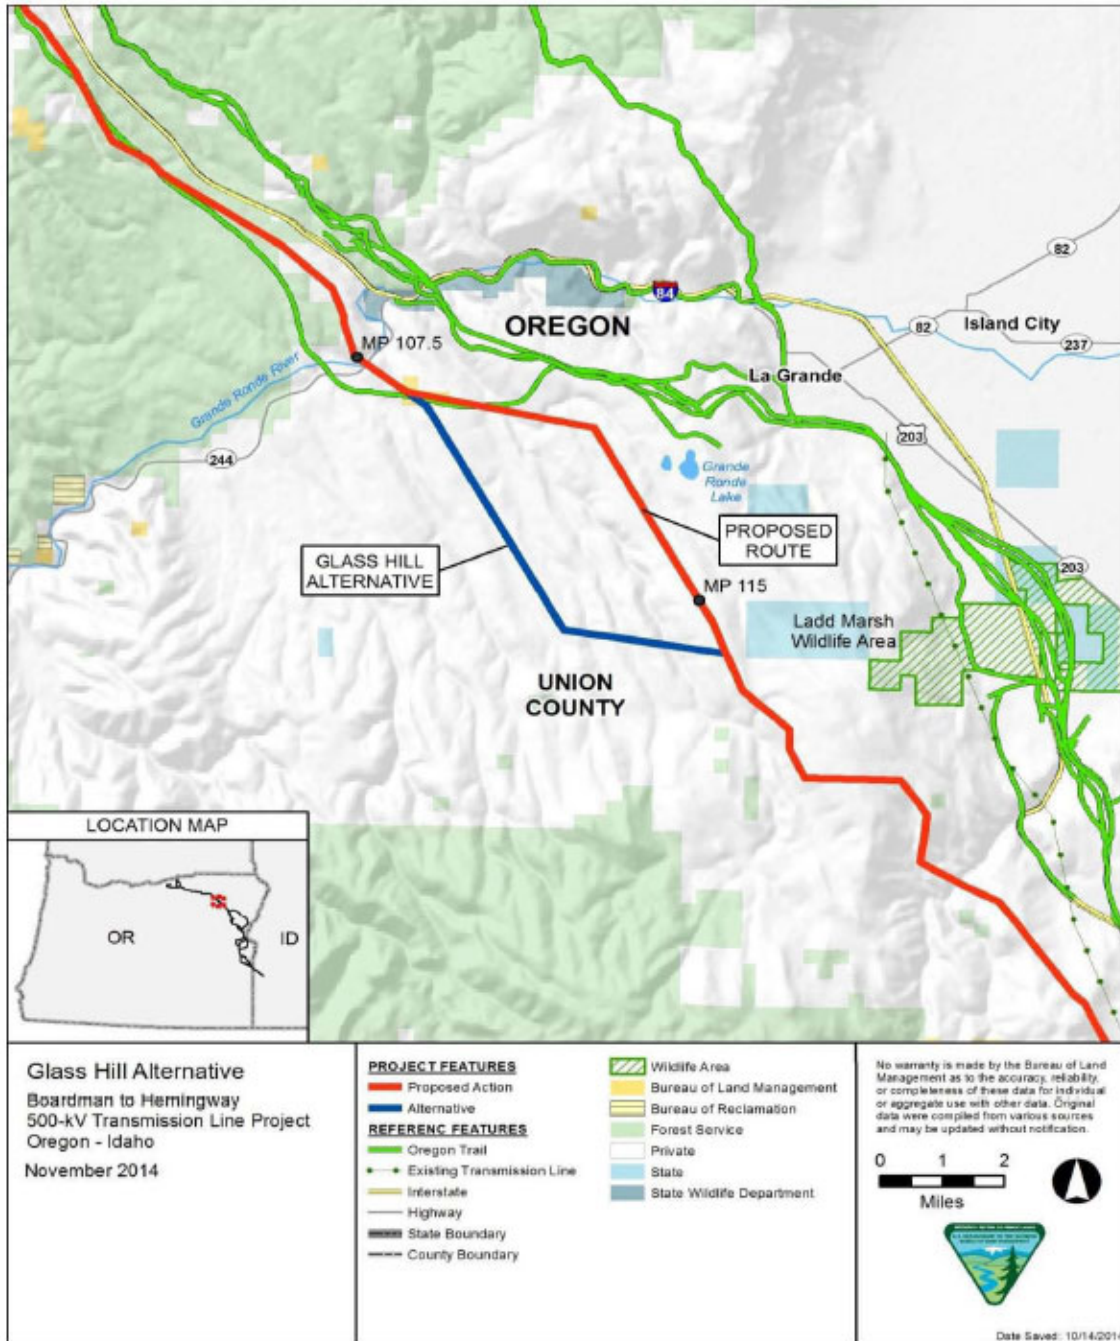 82
84
OREGON
Island City
82
237
MP 107.5
La Grande
Grande Ronde River
203
244
Grande
Ronde
Lake
PROPOSED
ROUTE
GLASS HILL
ALTERNATIVE
203
MP 115
Ladd Marsh
Wildlife Area
UNION
COUNTY
LOCATION MAP
OR
ID
Glass Hill Alternative
Boardman to Hemingway
500-kV Transmission Line Project
Oregon - Idaho
November 2014
PROJECT FEATURES
Proposed Action
Alternative
REFERENC FEATURES
Oregon Trail
Existing Transmission Line
Interstate
Highway
State Boundary
County Boundary
Wildlife Area
Bureau of Land Management
Bureau of Reclamation
Forest Service
Private
State
State Wildlife Department
No warranty is made by the Bureau of Land
Management as to the accuracy, reliability,
or completeness of these data for individual
or aggregate use with other data. Original
data were compiled from various sources
and may be updated without notification.
0 1 2
Miles
Date Saved: 10/14/201